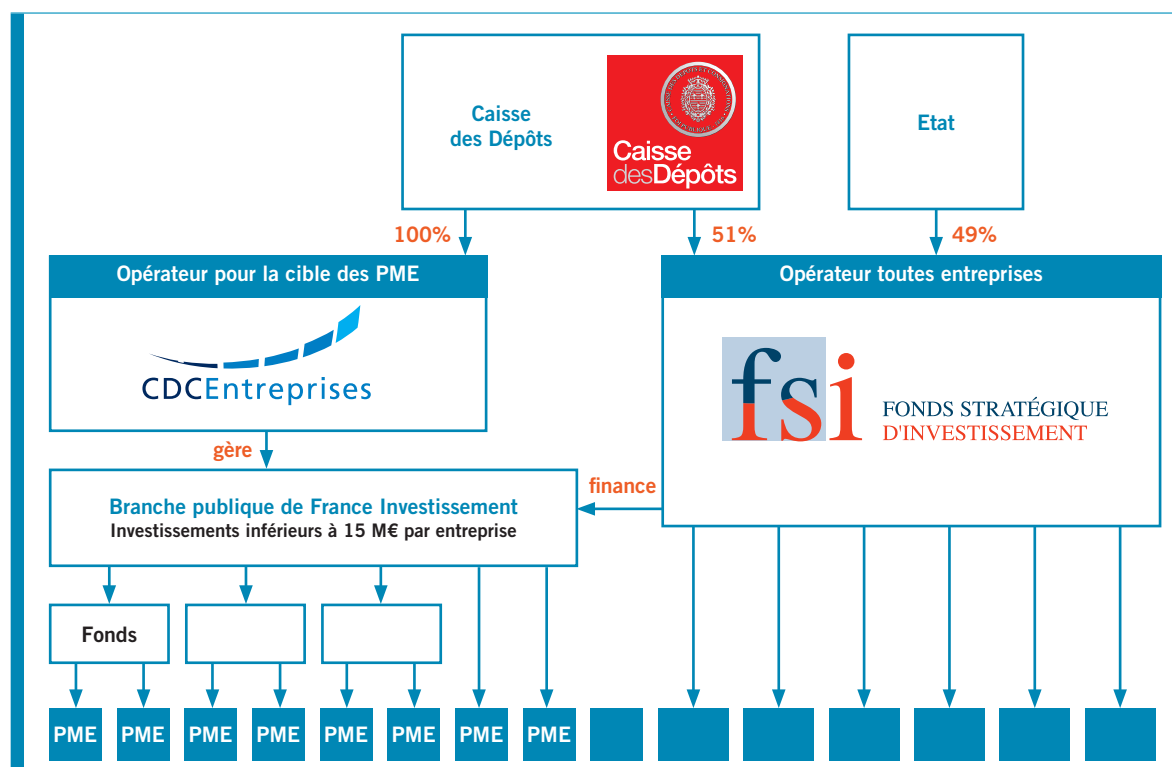 Caisse
des Dépôts
Caisse
desDépôts
Etat
100%
51%
49%
Opérateur pour la cible des PME
Opérateur toutes entreprises
CDCEntreprises
fsi
FONDS STRATÉGIQUE
D'INVESTISSEMENT
gère
finance
Branche publique de France Investissement
Investissements inférieurs à 15 M€ par entreprise
Fonds
PME PME PME PME PME PME PME PME